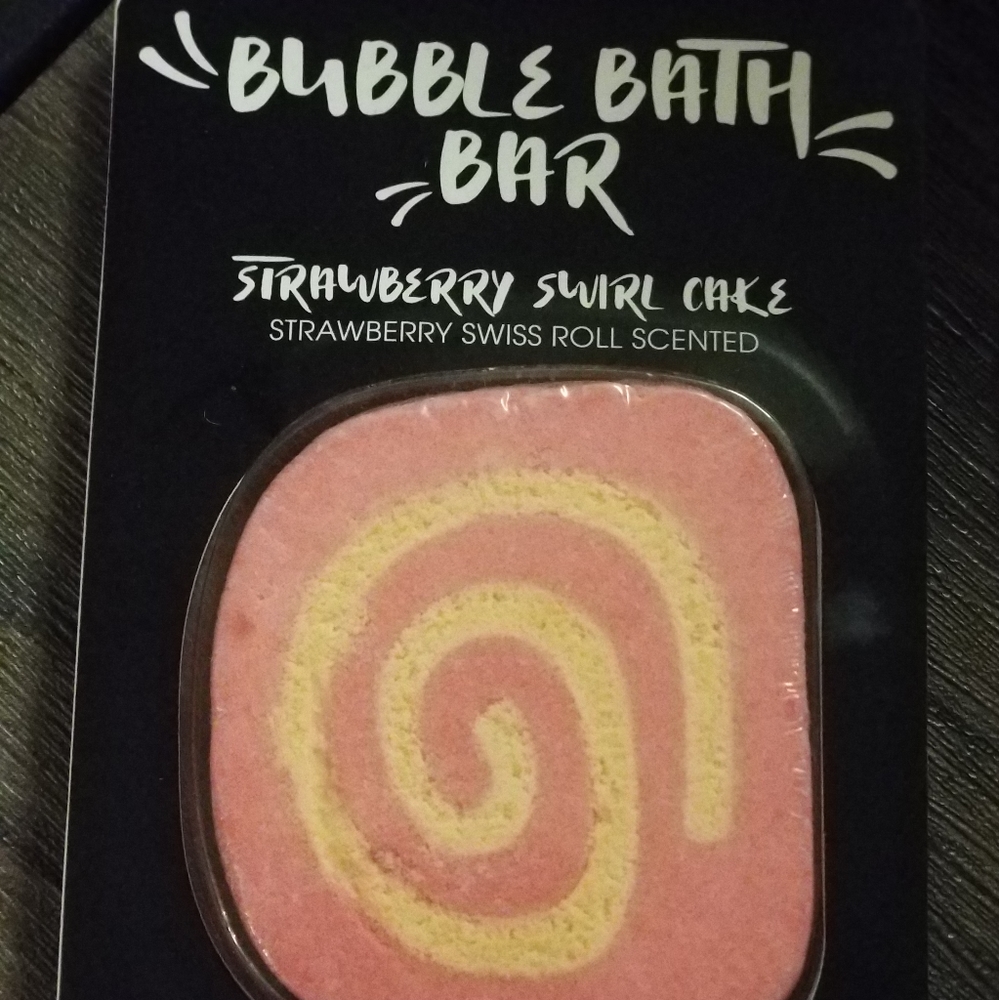 BUBBLE BATH
BAR
STRAWBERRY SWIRL CAKE
STRAWBERRY SWISS ROLL SCENTED